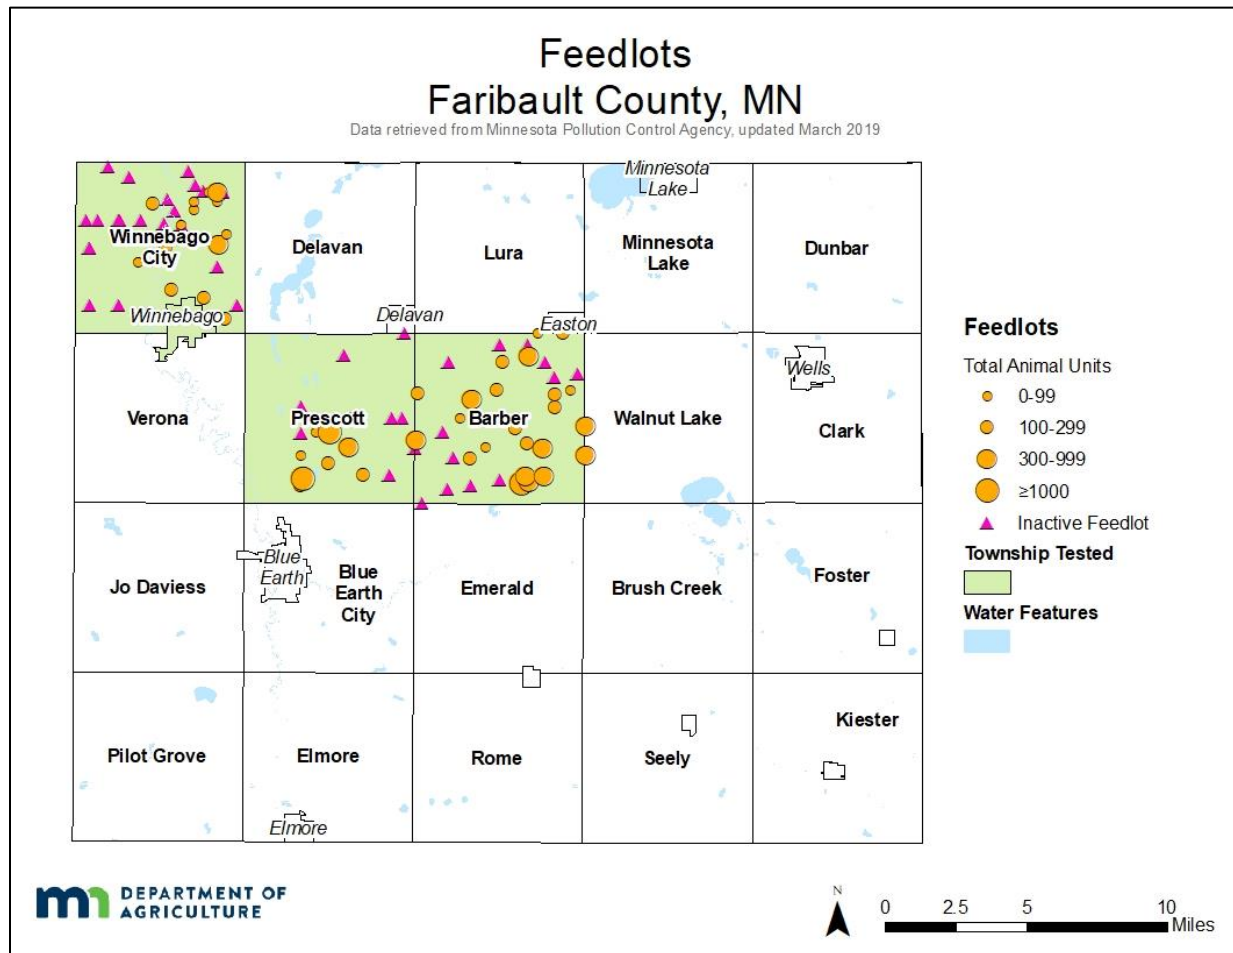 Feedlots
Faribault County, MN
Data retrieved from Minnesota Pollution Control Agency, updated March 2019
Minnesota
Lake
Winnebago
City
Delavan
Lura
Minnesota
Lake
Dunbar
Winnebago
Delavan
Easton
Wells
Verona
Prescott
Barber
Walnut Lake
Clark
Blue
Earth
Jo Daviess
Blue
Earth
City
Emerald
Brush Creek
Foster
Pilot Grove
Elmore
Rome
Seely
Kiester
Elmore
Feedlots
Total Animal Units
0-99
100-299
300-999
≥1000
Inactive Feedlot
Township Tested
Water Features
mn DEPARTMENT OF
AGRICULTURE
N
0 2.5 5 10
Miles